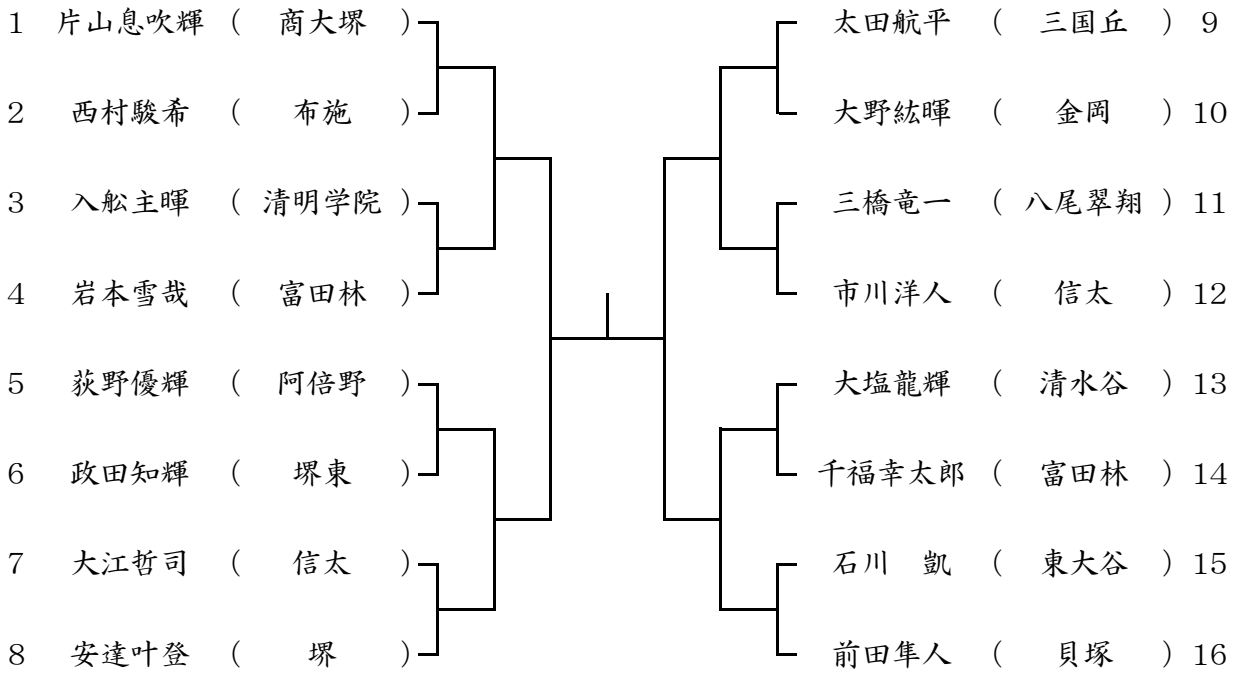 1 片山息吹輝 ( 商大堺 ) 太田航平 ( 三国丘 ) 9
2 西村駿希 ( 布施 ) 大野紘暉 ( 金岡 ) 10
3 入舩主暉 ( 清明学院 ) 三橋竜一 ( 八尾翠翔 ) 11
4 岩本雪哉 ( 富田林 ) 市川洋人 ( 信太 ) 12
5 荻野優輝 ( 阿倍野 ) 大塩龍輝 ( 清水谷 ) 13
6 政田知輝 ( 堺東 ) 千福幸太郎 ( 富田林 ) 14
7 大江哲司 ( 信太 ) 石川 凱 ( 東大谷 ) 15
8 安達叶登 ( 堺 ) 前田隼人 ( 貝塚 ) 16